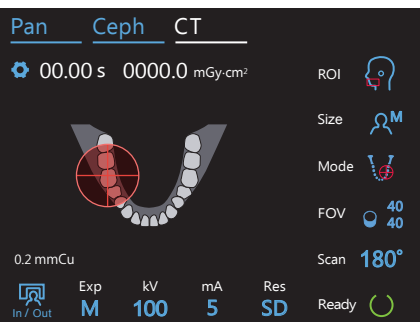 Pan Ceph CT
00.00 s 0000.0 mGy·cm²
ROI
Size M
Mode
FOV 40 40
0.2 mmCu
Scan 180°
In / Out
Exp kV mA Res
M 100 5 SD
Ready